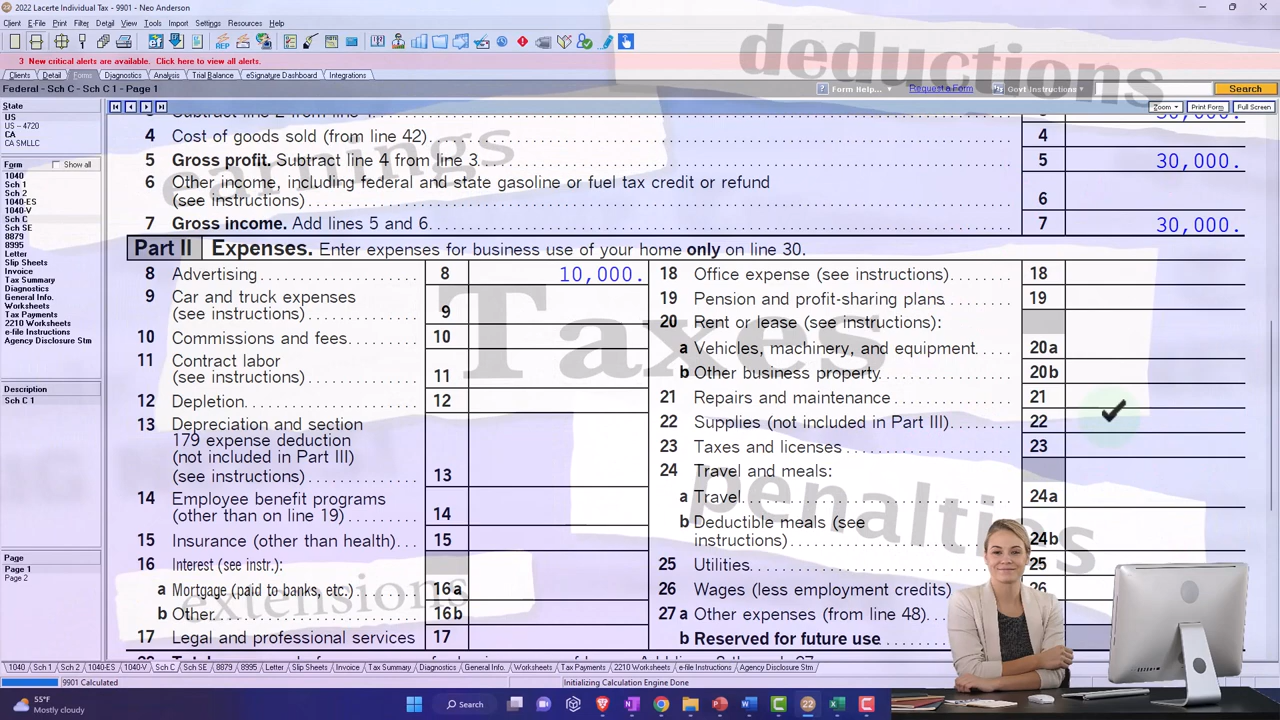 2022 Lacerte Individual Tax - 9901 - Neo Anderson
Client E-File Print Filter Detail View Tools Import Settings Resources Help
3 New critical alerts are available. Click here to view all alerts.
Clients Detail Forms Diagnostics Analysis Trial Balance eSignature Dashboard Integrations
Federal - Sch C - Sch C 1 - Page 1
Form Help... Request a Form Govt Instructions Search
Zoom Print Form Full Screen
State
US
US -- 4720
CA
CA SMLLC
Form Show all
1040
Sch 1
Sch 2
1040-ES
1040-V
Sch C
Sch SE
8879
8995
Letter
Slip Sheets
Invoice
Tax Summary
Diagnostics
General Info.
Worksheets
Tax Payments
2210 Worksheets
e-file Instructions
Agency Disclosure Stm
Description
Sch C 1
Page
Page 1
Page 2
deductions
earnings
Taxes
penalties
extensions
4 Cost of goods sold (from line 42) 4
5 Gross profit. Subtract line 4 from line 3 5 30,000.
6 Other income, including federal and state gasoline or fuel tax credit or refund
(see instructions) 6
7 Gross income. Add lines 5 and 6 7 30,000.
Part II Expenses. Enter expenses for business use of your home only on line 30.
8 Advertising 8 10,000.
9 Car and truck expenses
(see instructions) 9
10 Commissions and fees 10
11 Contract labor
(see instructions) 11
12 Depletion 12
13 Depreciation and section
179 expense deduction
(not included in Part III)
(see instructions) 13
14 Employee benefit programs
(other than on line 19) 14
15 Insurance (other than health) 15
16 Interest (see instr.):
a Mortgage (paid to banks, etc.) 16a
b Other 16b
17 Legal and professional services 17
18 Office expense (see instructions) 18
19 Pension and profit-sharing plans 19
20 Rent or lease (see instructions):
a Vehicles, machinery, and equipment 20a
b Other business property 20b
21 Repairs and maintenance 21
22 Supplies (not included in Part III) 22
23 Taxes and licenses 23
24 Travel and meals:
a Travel 24a
b Deductible meals (see
instructions) 24b
25 Utilities 25
26 Wages (less employment credits) 26
27a Other expenses (from line 48)
b Reserved for future use
1040 Sch 1 Sch 2 1040-ES 1040-V Sch C Sch SE 8879 8995 Letter Slip Sheets Invoice Tax Summary Diagnostics General Info. Worksheets Tax Payments 2210 Worksheets e-file Instructions Agency Disclosure Stm
9901 Calculated Initializing Calculation Engine Done
55°F
Mostly cloudy
Search